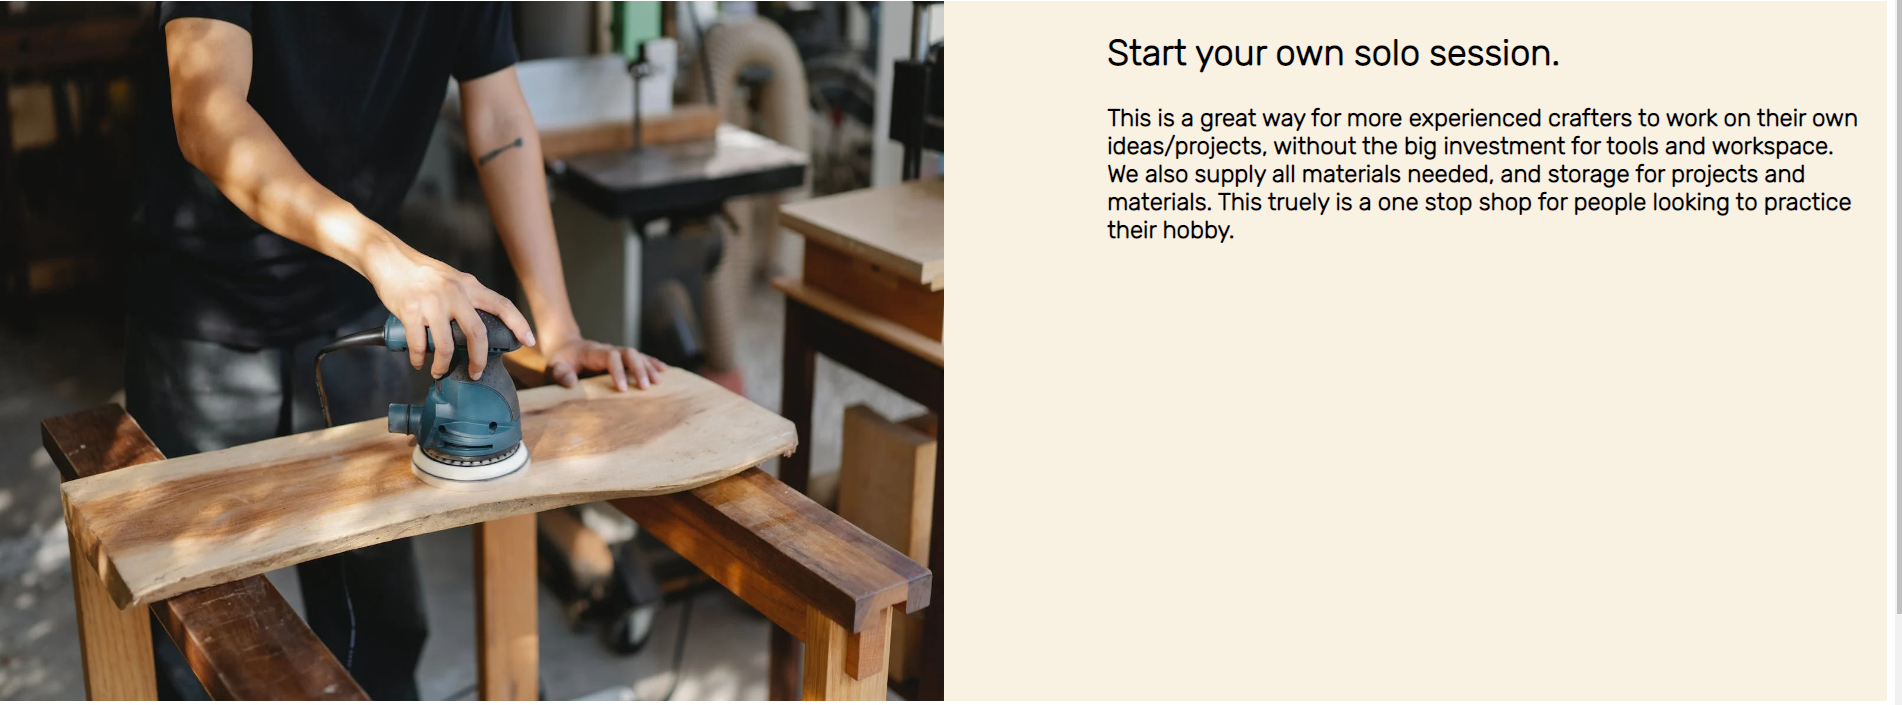 Start your own solo session.
This is a great way for more experienced crafters to work on their own
ideas/projects, without the big investment for tools and workspace.
We also supply all materials needed, and storage for projects and
materials. This truely is a one stop shop for people looking to practice
their hobby.